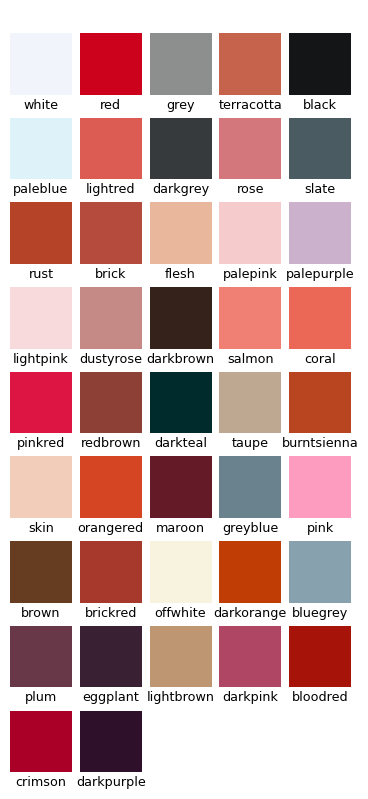 white red grey terracotta black
paleblue lightred darkgrey rose slate
rust brick flesh palepink palepurple
lightpink dustyrose darkbrown salmon coral
pinkred redbrown darkteal taupe burntsienna
skin orangered maroon greyblue pink
brown brickred offwhite darkorange bluegrey
plum eggplant lightbrown darkpink bloodred
crimson darkpurple